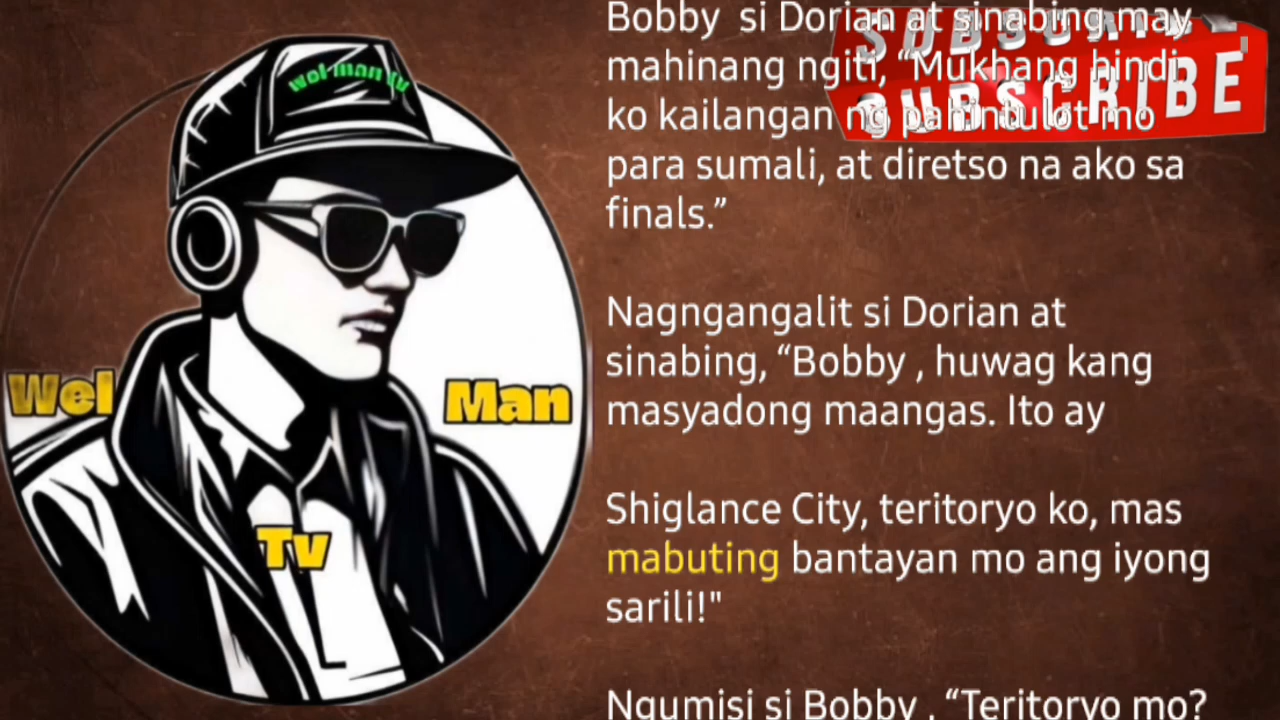 wel man tv
Wel
Man
Tv
SUBSCRIBE
SUBSCRIBE
Bobby si Dorian at sinabing may
mahinang ngiti, “Mukhang hindi
ko kailangan ng pahintulot mo
para sumali, at diretso na ako sa
finals.”
Nagngangalit si Dorian at
sinabing, “Bobby , huwag kang
masyadong maangas. Ito ay
Shiglance City, teritoryo ko, mas
mabuting bantayan mo ang iyong
sarili!"
Ngumisi si Bobby , “Teritoryo mo?